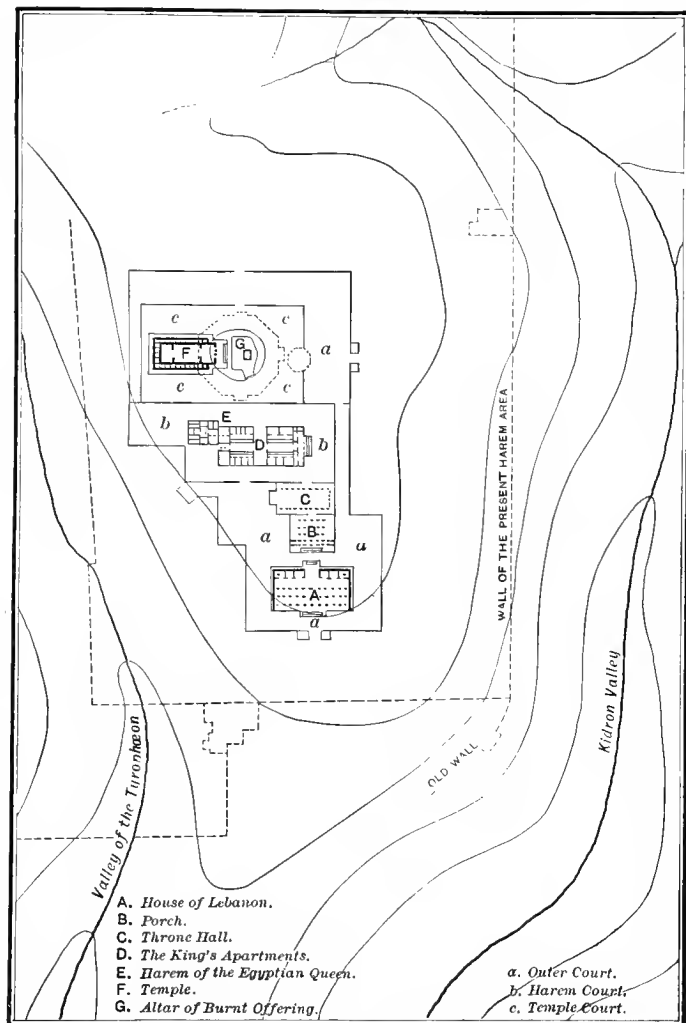 c
c
a
G
F
c
c
E
b
D
b
C
B
a
a
A
a
WALL OF THE PRESENT HAREM AREA
Kidron Valley
OLD WALL
Valley of the Turonhœon
A. House of Lebanon.
B. Porch.
C. Throne Hall.
D. The King's Apartments.
E. Harem of the Egyptian Queen.
F. Temple.
G. Altar of Burnt Offering.
a. Outer Court.
b. Harem Court.
c. Temple Court.